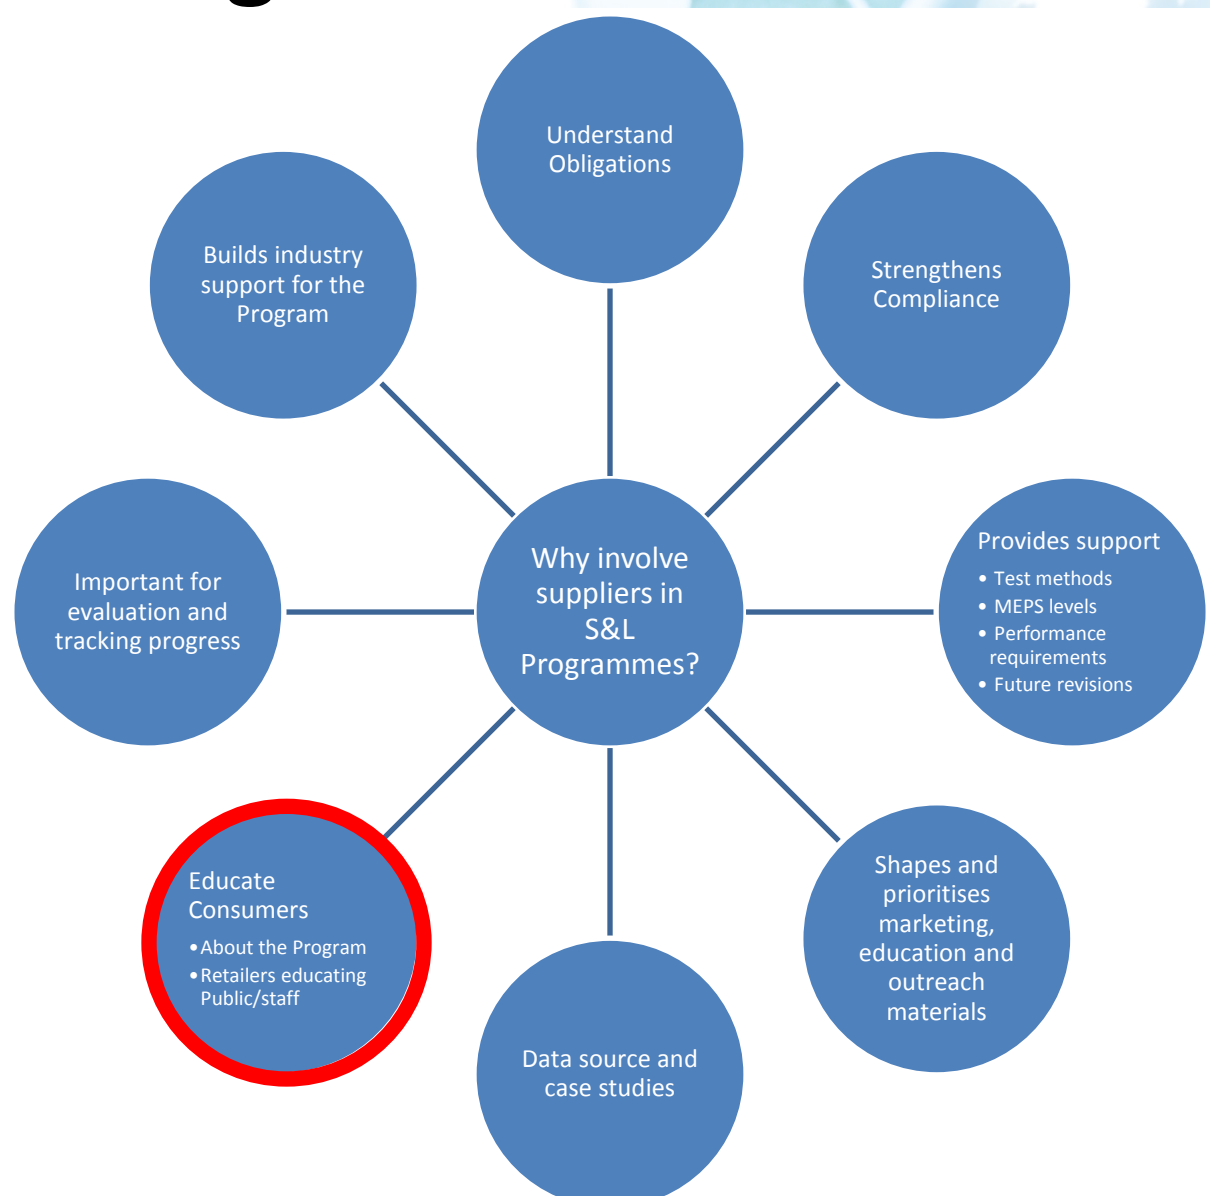 Understand
Obligations
Strengthens
Compliance
Provides support
• Test methods
• MEPS levels
• Performance
requirements
• Future revisions
Shapes and
prioritises
marketing,
education and
outreach
materials
Data source and
case studies
Educate
Consumers
•About the Program
•Retailers educating
Public/staff
Important for
evaluation and
tracking progress
Builds industry
support for the
Program
Why involve
suppliers in
S&L
Programmes?